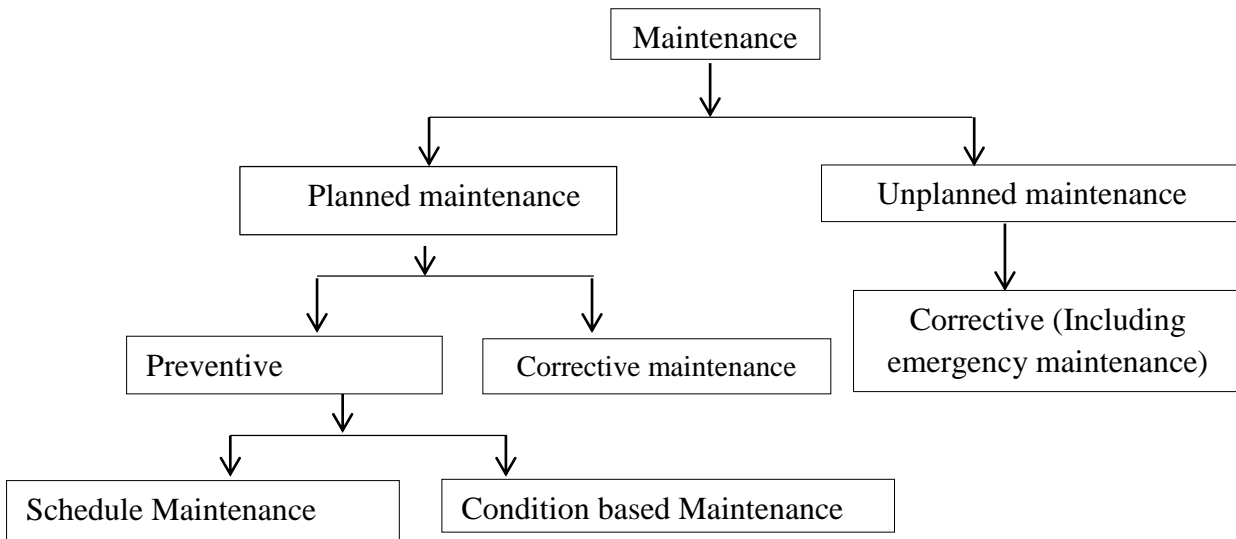 Maintenance
Planned maintenance
Unplanned maintenance
Preventive
Corrective maintenance
Corrective (Including
emergency maintenance)
Schedule Maintenance
Condition based Maintenance